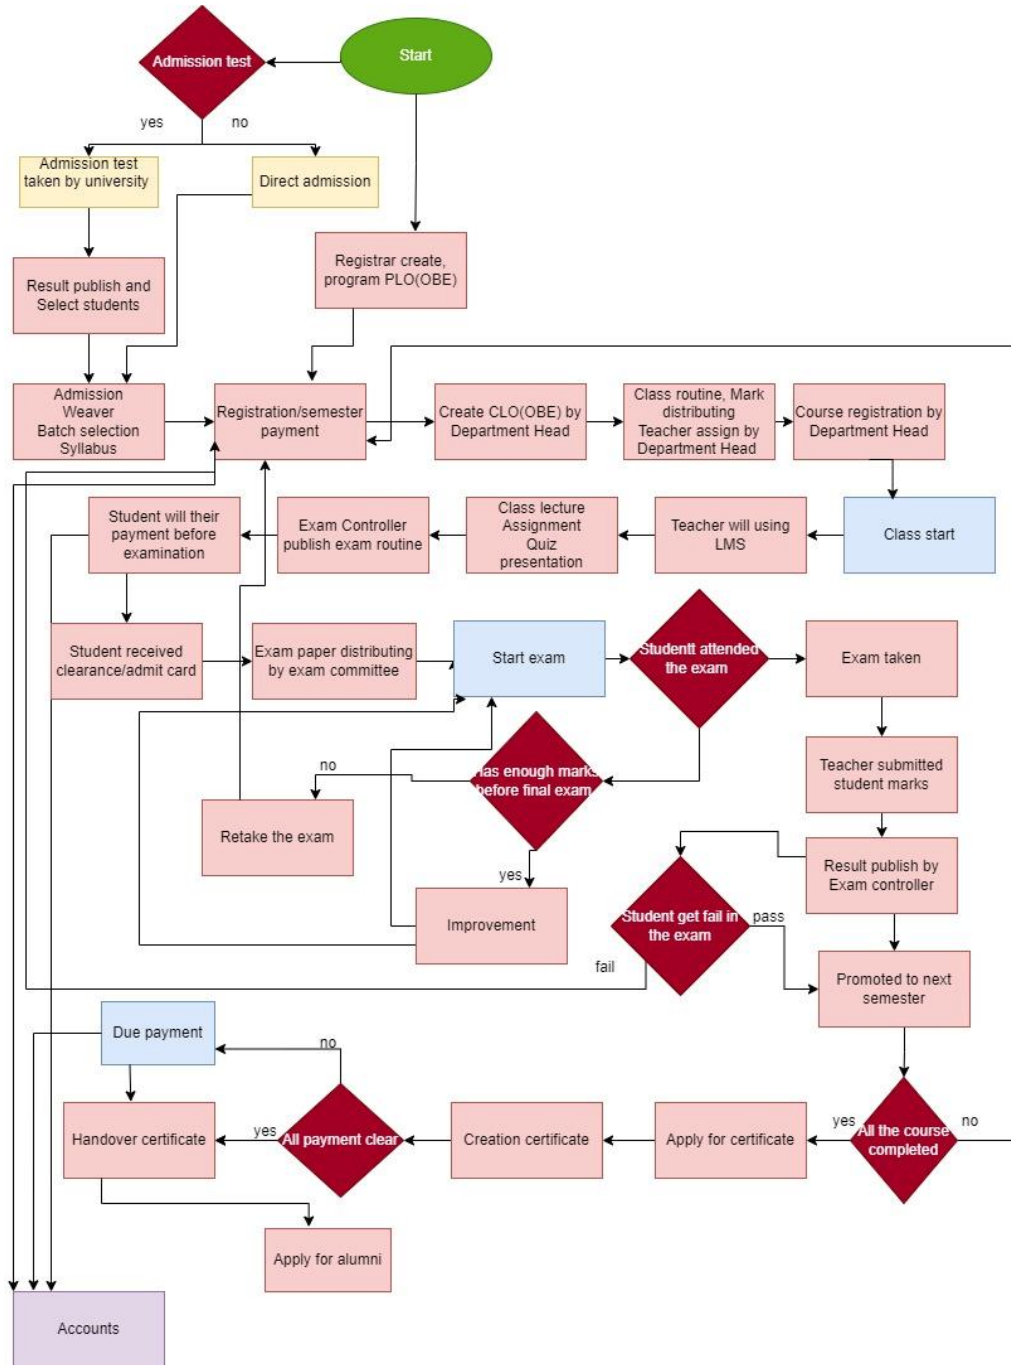 Start
Admission test
yes
no
Admission test
taken by university
Direct admission
Registrar create,
program PLO(OBE)
Result publish and
Select students
Admission
Weaver
Batch selection
Syllabus
Registration/semester
payment
Create CLO(OBE) by
Department Head
Class routine, Mark
distributing
Teacher assign by
Department Head
Course registration by
Department Head
Student will their
payment before
examination
Exam Controller
publish exam routine
Class lecture
Assignment
Quiz
presentation
Teacher will using
LMS
Class start
Student received
clearance/admit card
Exam paper distributing
by exam committee
Start exam
Studentt attended
the exam
Exam taken
Has enough marks
before final exam
no
Retake the exam
yes
Improvement
Teacher submitted
student marks
Result publish by
Exam controller
Student get fail in
the exam
pass
fail
Promoted to next
semester
Due payment
no
Handover certificate
yes
All payment clear
Creation certificate
Apply for certificate
yes
All the course
completed
no
Apply for alumni
Accounts